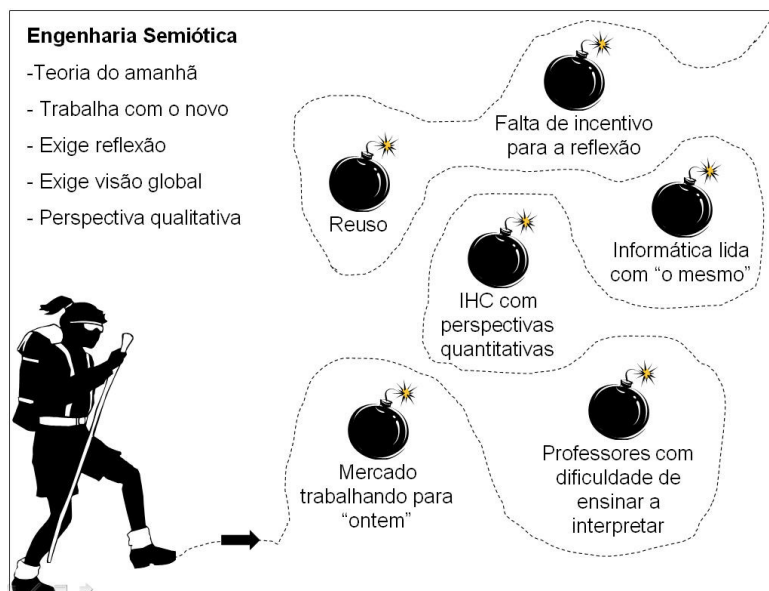 Engenharia Semiótica
-Teoria do amanhã
- Trabalha com o novo
- Exige reflexão
- Exige visão global
- Perspectiva qualitativa
Falta de incentivo
para a reflexão
Reuso
Informática lida
com “o mesmo”
IHC com
perspectivas
quantitativas
Mercado
trabalhando para
“ontem”
Professores com
dificuldade de
ensinar a
interpretar